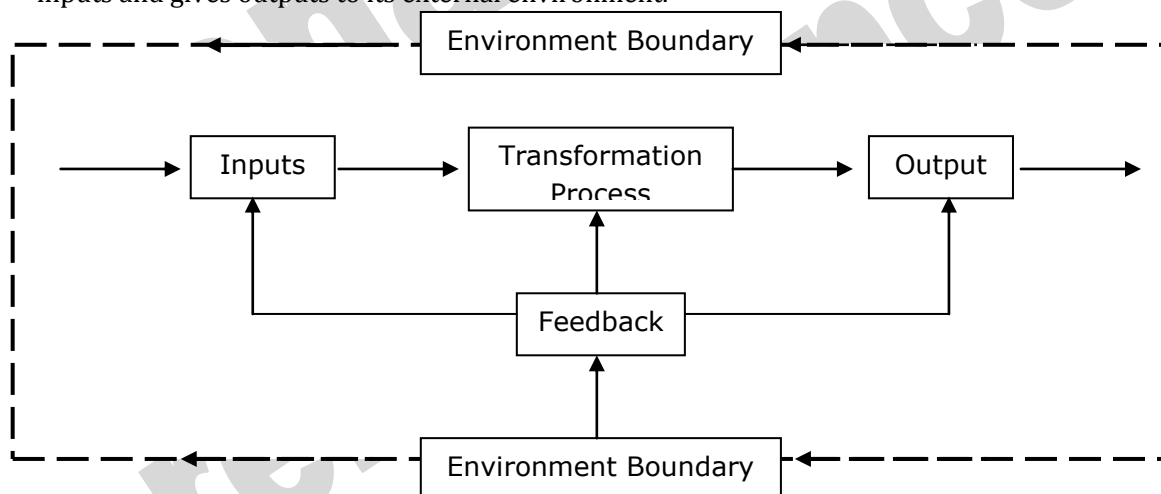 inputs and gives outputs to its external environment.
Environment Boundary
Inputs
Transformation
Process
Output
Feedback
Environment Boundary